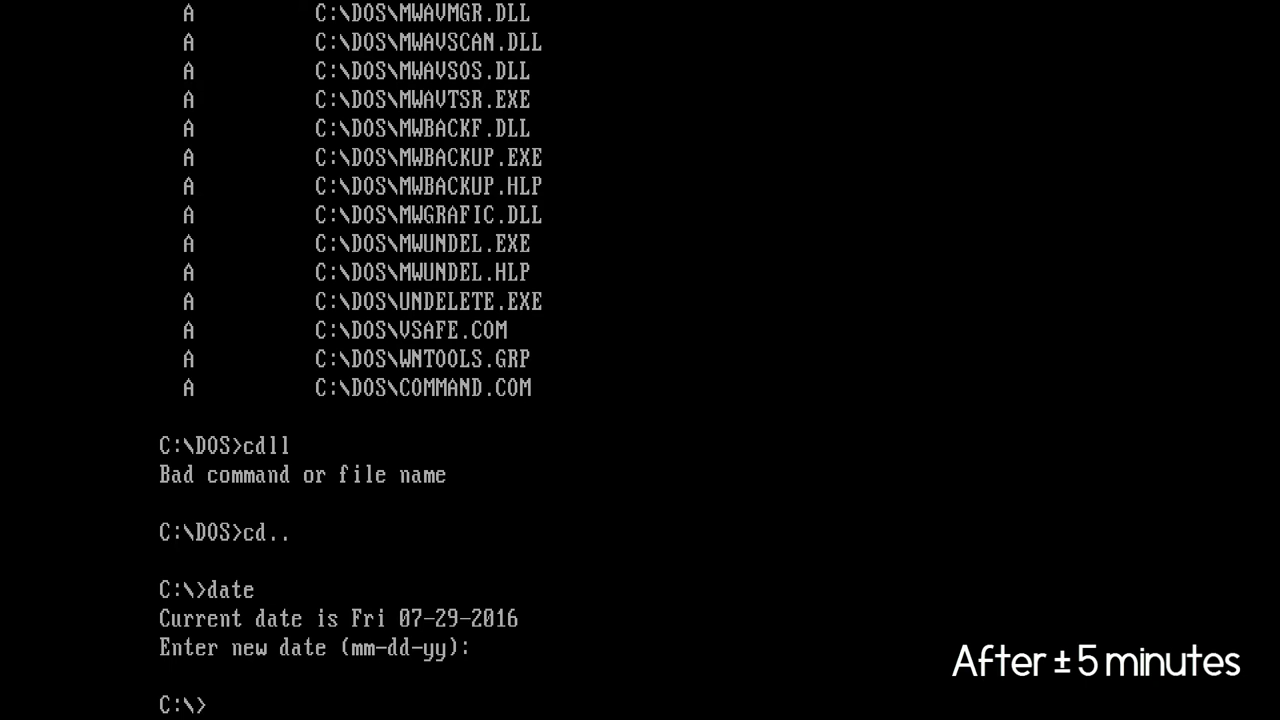 A C:\DOS\MWAVMGR.DLL
A C:\DOS\MWAVSCAN.DLL
A C:\DOS\MWAVSOS.DLL
A C:\DOS\MWAVTSR.EXE
A C:\DOS\MWBACKF.DLL
A C:\DOS\MWBACKUP.EXE
A C:\DOS\MWBACKUP.HLP
A C:\DOS\MWGRAFIC.DLL
A C:\DOS\MWUNDEL.EXE
A C:\DOS\MWUNDEL.HLP
A C:\DOS\UNDELETE.EXE
A C:\DOS\VSAFE.COM
A C:\DOS\WNTOOLS.GRP
A C:\DOS\COMMAND.COM
C:\DOS>cdll
Bad command or file name
C:\DOS>cd..
C:\>date
Current date is Fri 07-29-2016
Enter new date (mm-dd-yy):
C:\>
After ± 5 minutes